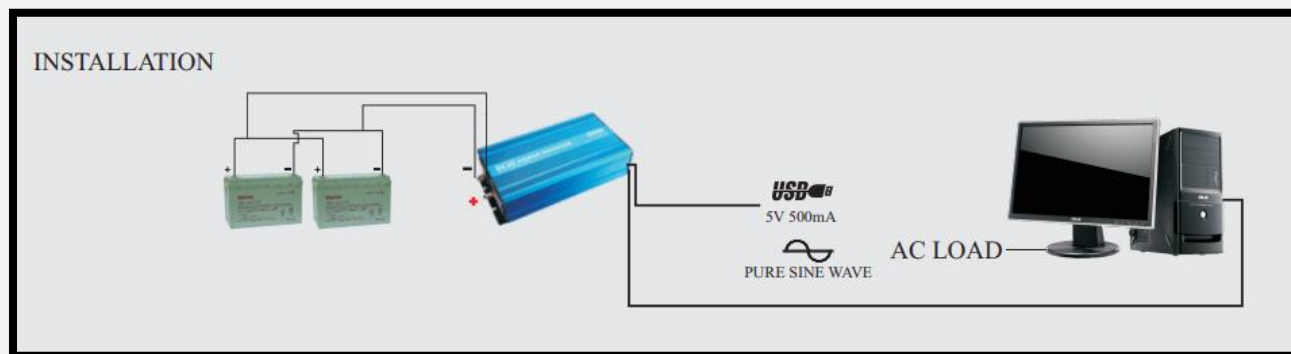 INSTALLATION
+ − + −
−
+
USB
5V 500mA
PURE SINE WAVE
AC LOAD